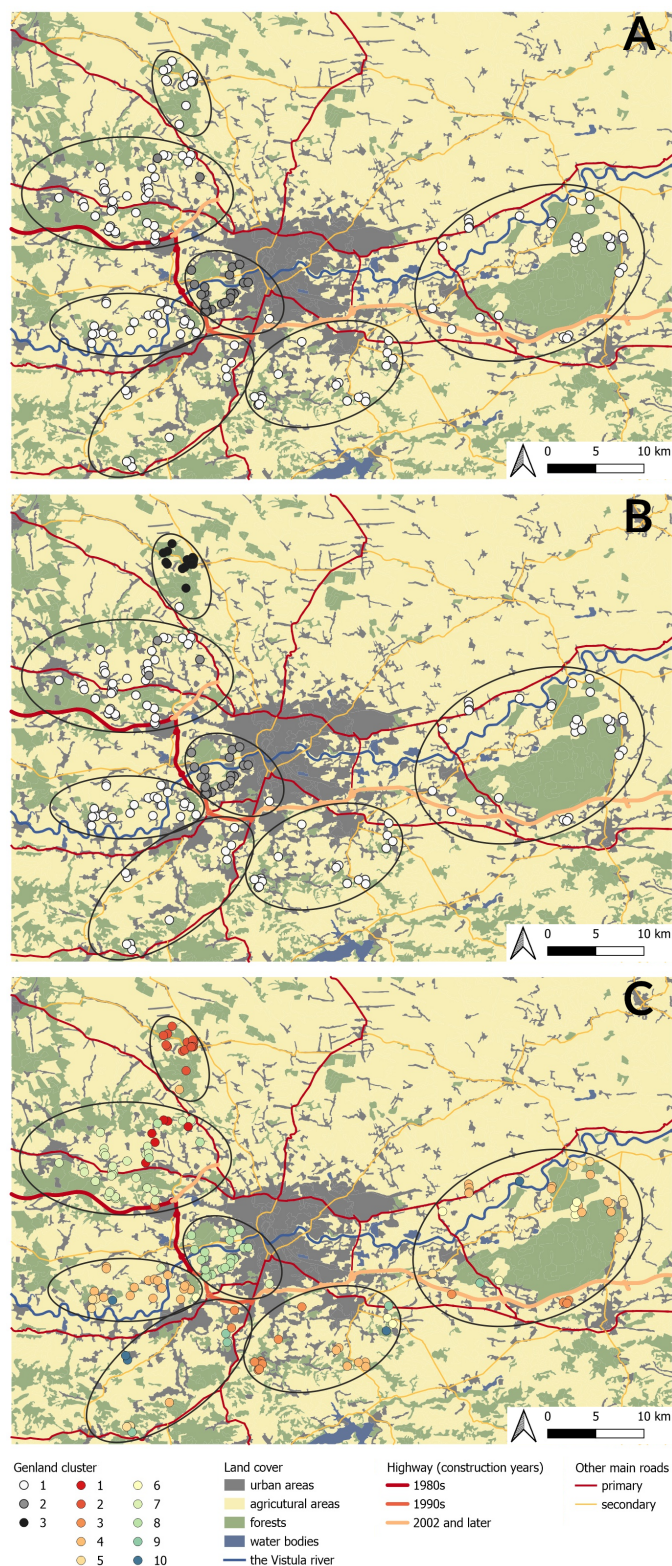 A
0 5 10 km
B
0 5 10 km
C
0 5 10 km
Genland cluster Land cover Highway (construction years) Other main roads
1 1 6 urban areas 1980s primary
2 2 7 agricutural areas 1990s secondary
3 3 8 forests 2002 and later
4 9 water bodies
5 10 the Vistula river